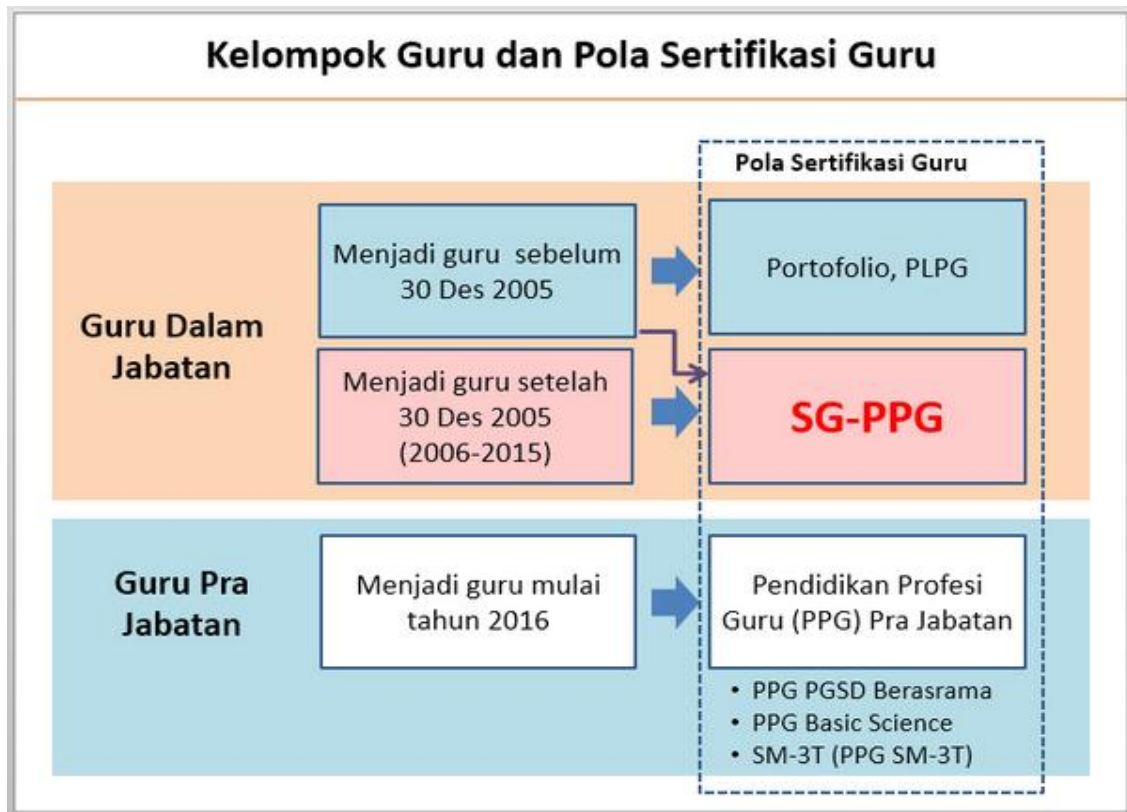 Kelompok Guru dan Pola Sertifikasi Guru
Pola Sertifikasi Guru
Guru Dalam
Jabatan
Menjadi guru sebelum
30 Des 2005
Portofolio, PLPG
Menjadi guru setelah
30 Des 2005
(2006-2015)
SG-PPG
Guru Pra
Jabatan
Menjadi guru mulai
tahun 2016
Pendidikan Profesi
Guru (PPG) Pra Jabatan
• PPG PGSD Berasrama
• PPG Basic Science
• SM-3T (PPG SM-3T)